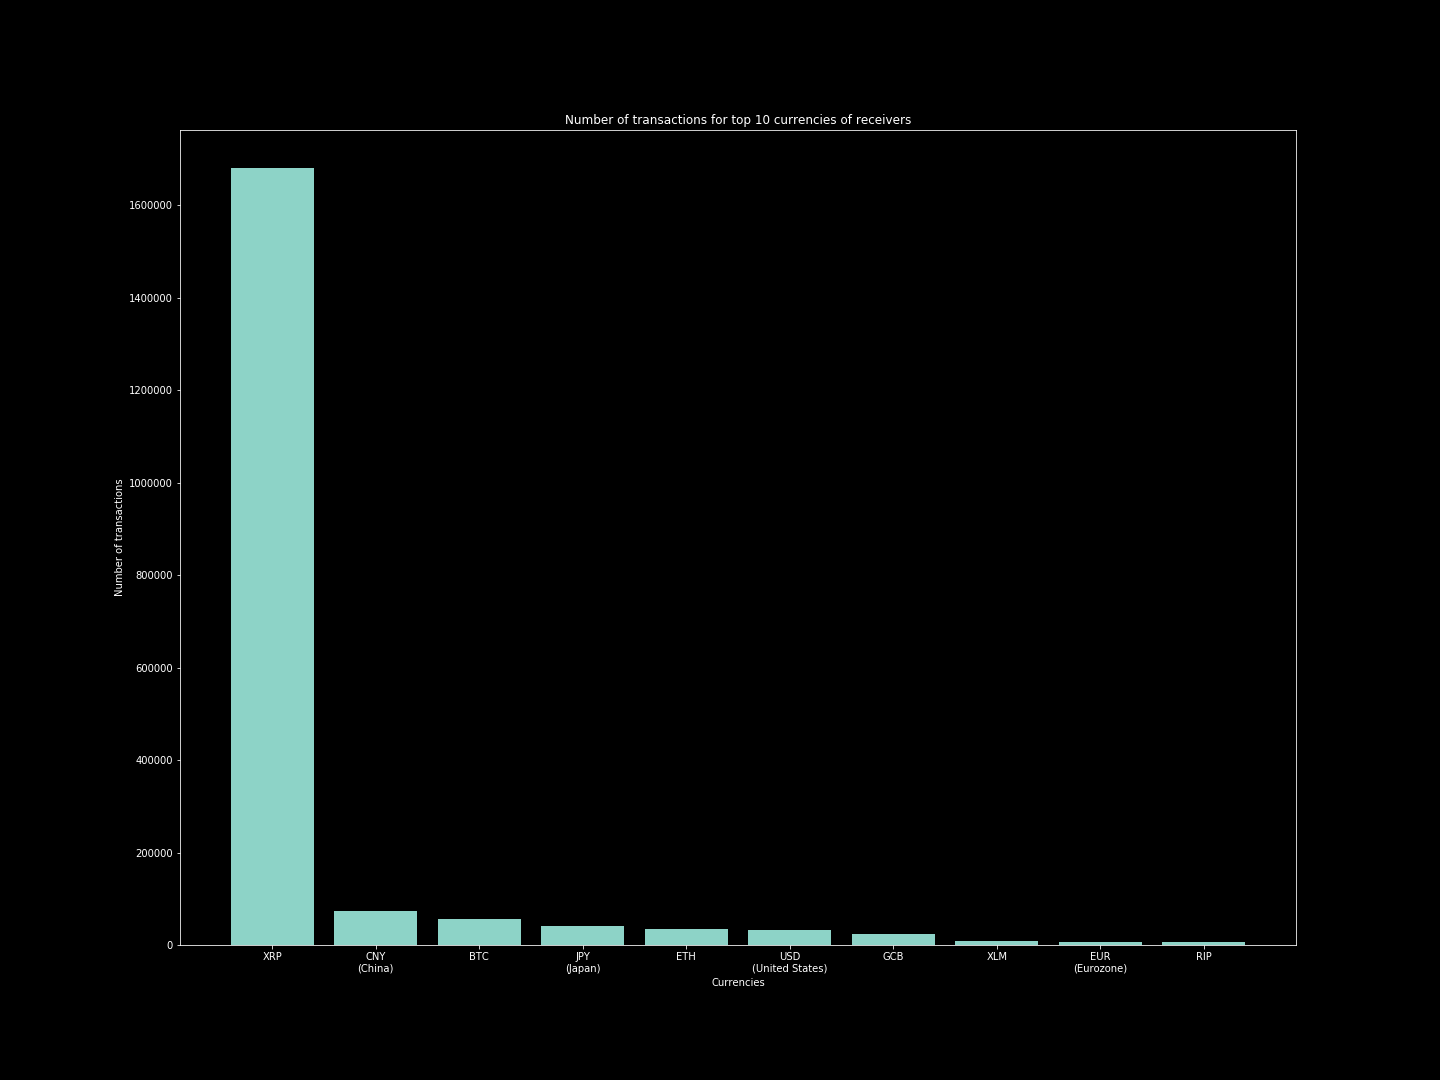 Number of transactions for top 10 currencies of receivers
1600000
1400000
1200000
1000000
800000
600000
400000
200000
0
Number of transactions
XRP
CNY
(China)
BTC
JPY
(Japan)
ETH
USD
(United States)
GCB
XLM
EUR
(Eurozone)
RIP
Currencies